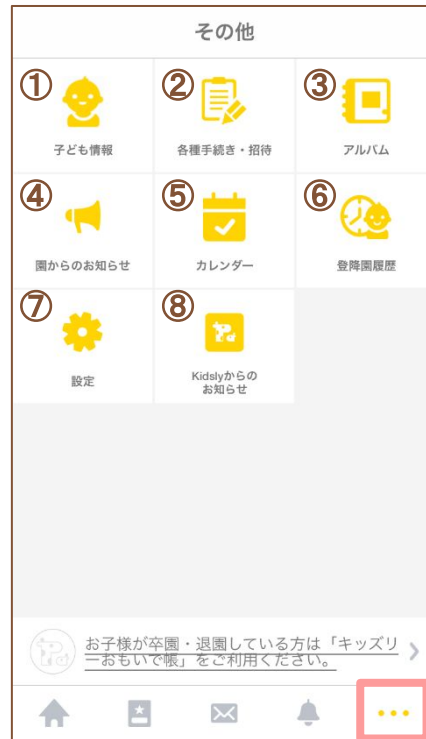 その他
① ② ③
子ども情報 各種手続き・招待 アルバム
④ ⑤ ⑥
園からのお知らせ カレンダー 登降園履歴
⑦ ⑧
設定 Kidslyからの
お知らせ
お子様が卒園・退園している方は「キッズリ
ーおもいで帳」をご利用ください。